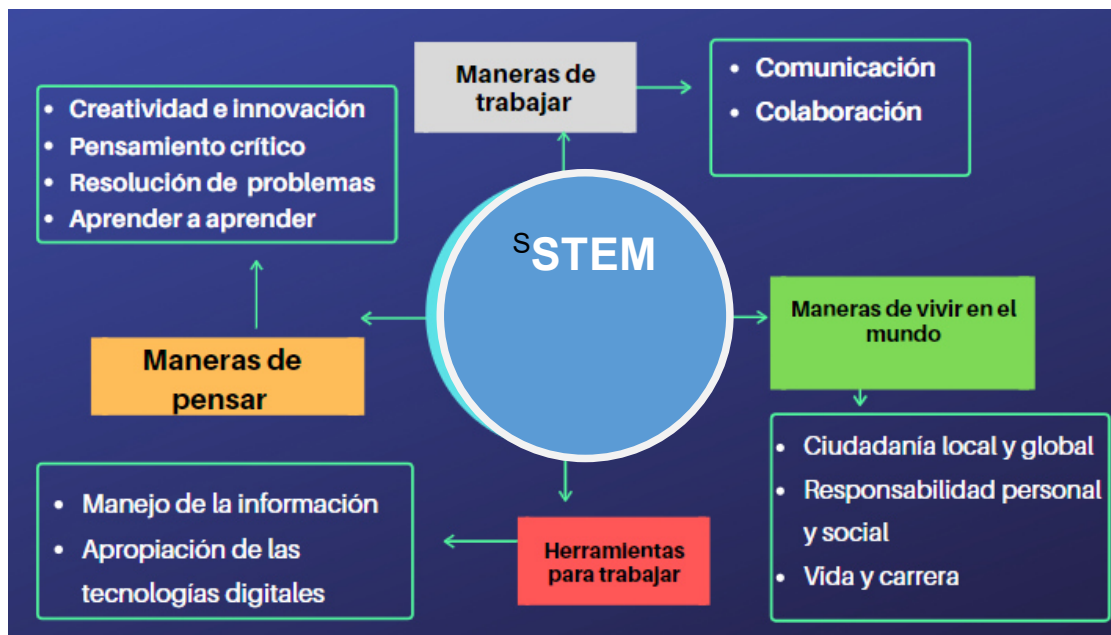 Maneras de
trabajar
• Comunicación
• Colaboración
• Creatividad e innovación
• Pensamiento crítico
• Resolución de problemas
• Aprender a aprender
SSTEM
Maneras de vivir en el
mundo
Maneras de
pensar
• Ciudadanía local y global
• Responsabilidad personal
y social
• Vida y carrera
• Manejo de la información
• Apropiación de las
tecnologías digitales
Herramientas
para trabajar